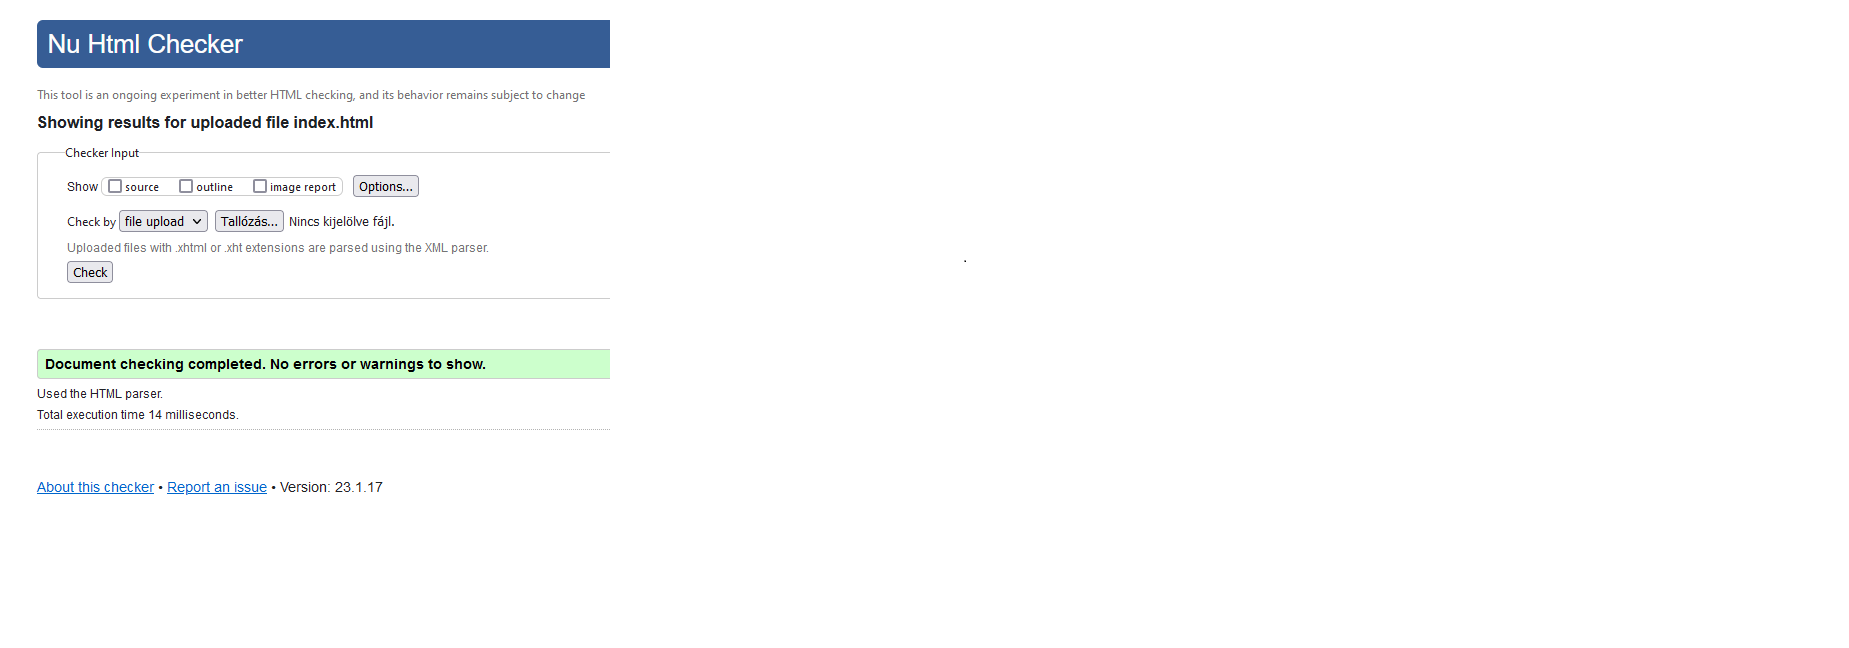 Nu Html Checker
This tool is an ongoing experiment in better HTML checking, and its behavior remains subject to change
Showing results for uploaded file index.html
Checker Input
Show source outline image report Options...
Check by file upload Tallózás... Nincs kijelölve fájl.
Uploaded files with .xhtml or .xht extensions are parsed using the XML parser.
.
Check
Document checking completed. No errors or warnings to show.
Used the HTML parser.
Total execution time 14 milliseconds.
About this checker • Report an issue • Version: 23.1.17